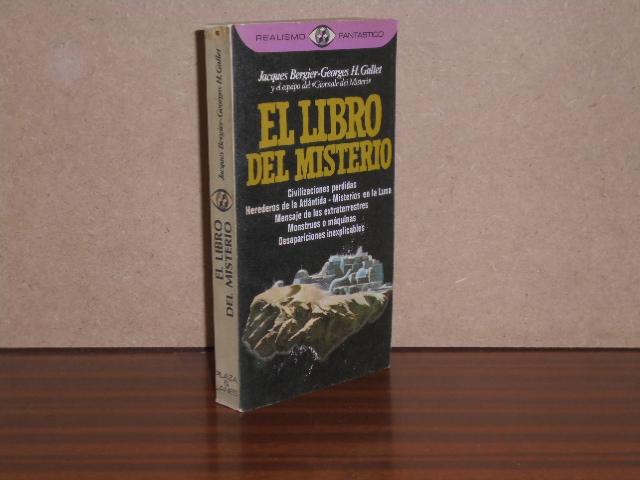 REALISMO FANTASTICO
Jacques Bergier-Georges H. Gallet
y el equipo del «Giornale dei Misteri»
EL LIBRO
DEL MISTERIO
Civilizaciones perdidas
Herederos de la Atlántida - Misterios en la Luna
Mensaje de los extraterrestres
Monstruos o máquinas
Desapariciones inexplicables
Jacques Bergier-Georges H. Gallet
EL LIBRO
DEL MISTERIO
PLAZA
&
JANES